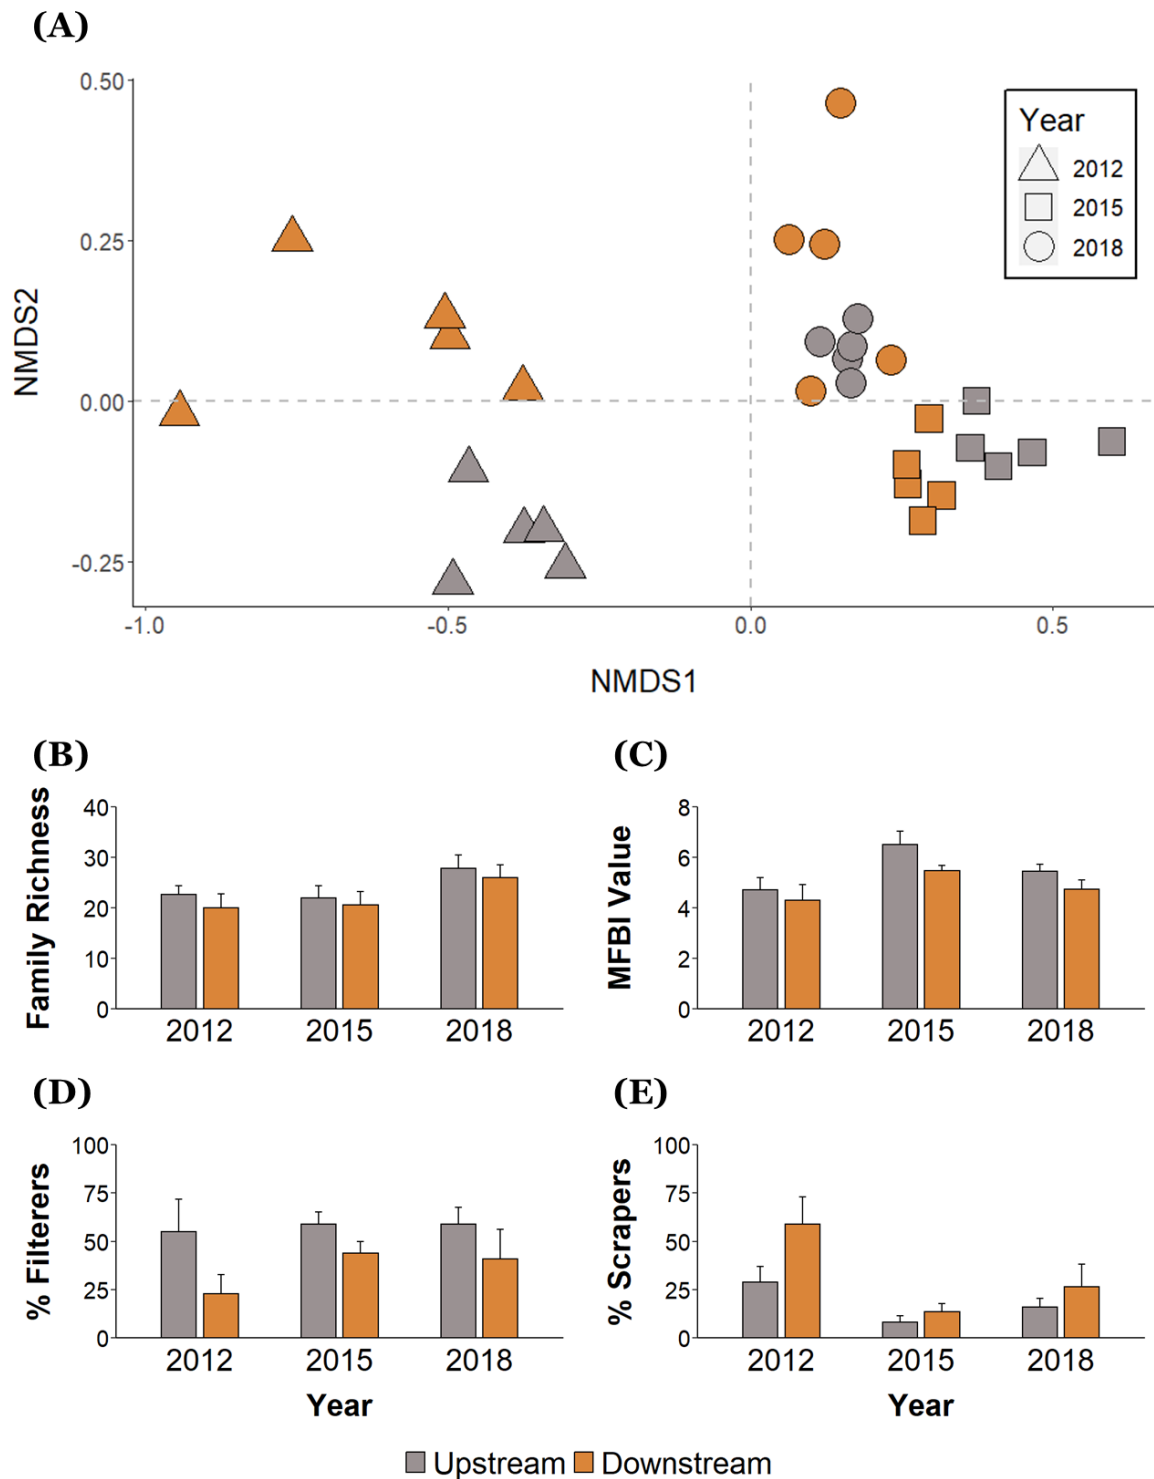 (A)
0.50
0.25
0.00
-0.25
NMDS2
-1.0
-0.5
0.0
0.5
NMDS1
Year
2012
2015
2018
(B)
Family Richness
40
30
20
10
0
2012 2015 2018
(C)
MFBI Value
8
6
4
2
0
2012 2015 2018
(D)
% Filterers
100
75
50
25
0
2012 2015 2018
Year
(E)
% Scrapers
100
75
50
25
0
2012 2015 2018
Year
Upstream Downstream